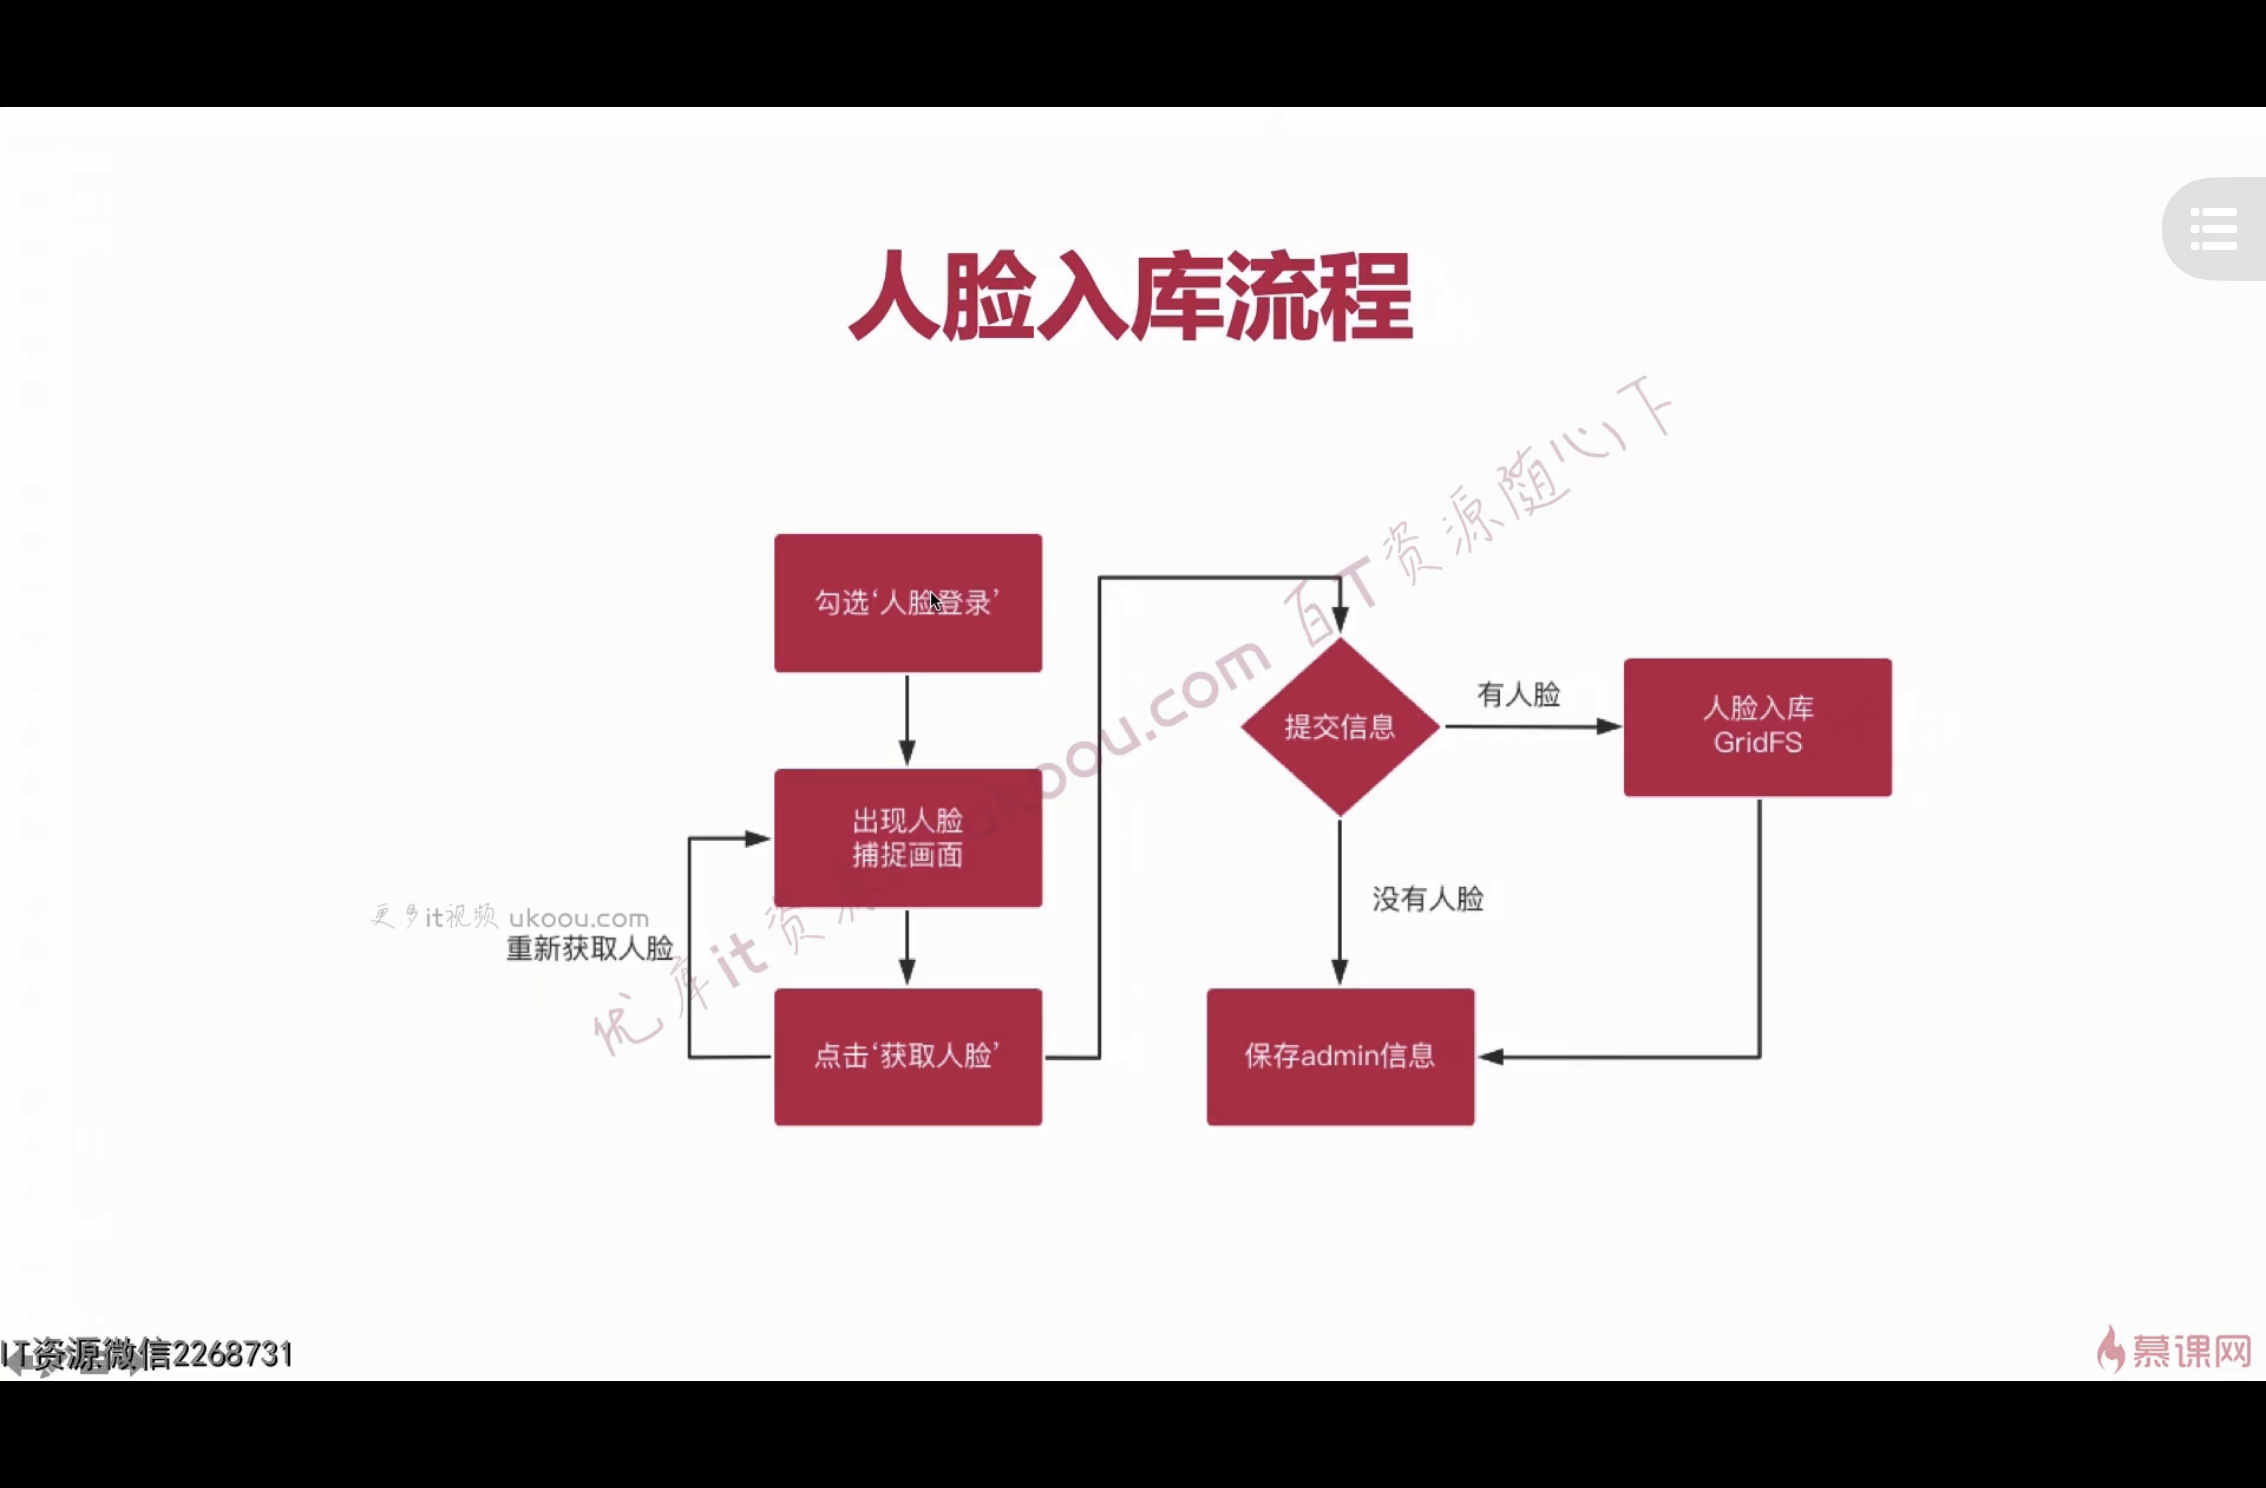 人脸入库流程
勾选‘人脸登录’
出现人脸
捕捉画面
重新获取人脸
点击‘获取人脸’
提交信息
有人脸
人脸入库
GridFS
没有人脸
保存admin信息
更多it视频 ukoou.com
优库it资源 ukoou.com 百T资源随心下
IT资源微信2268731
慕课网